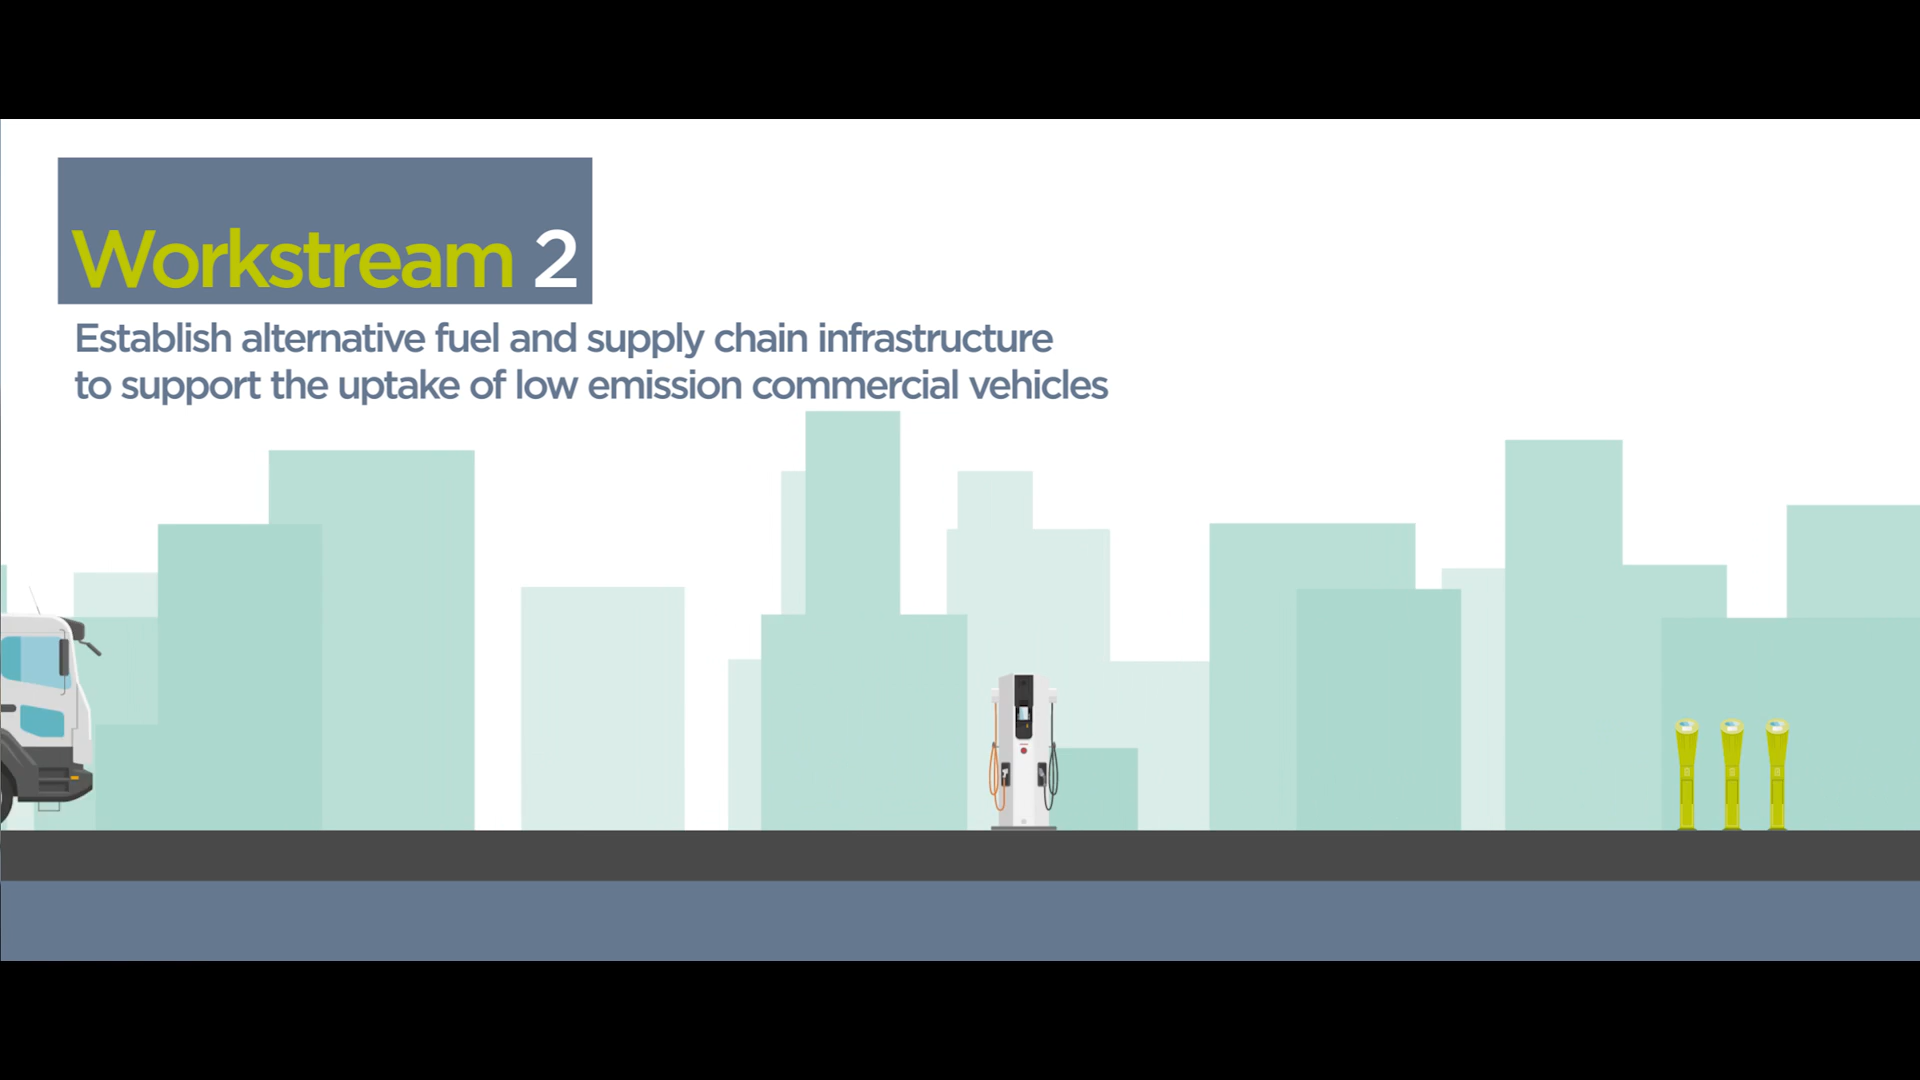 Workstream 2
Establish alternative fuel and supply chain infrastructure
to support the uptake of low emission commercial vehicles